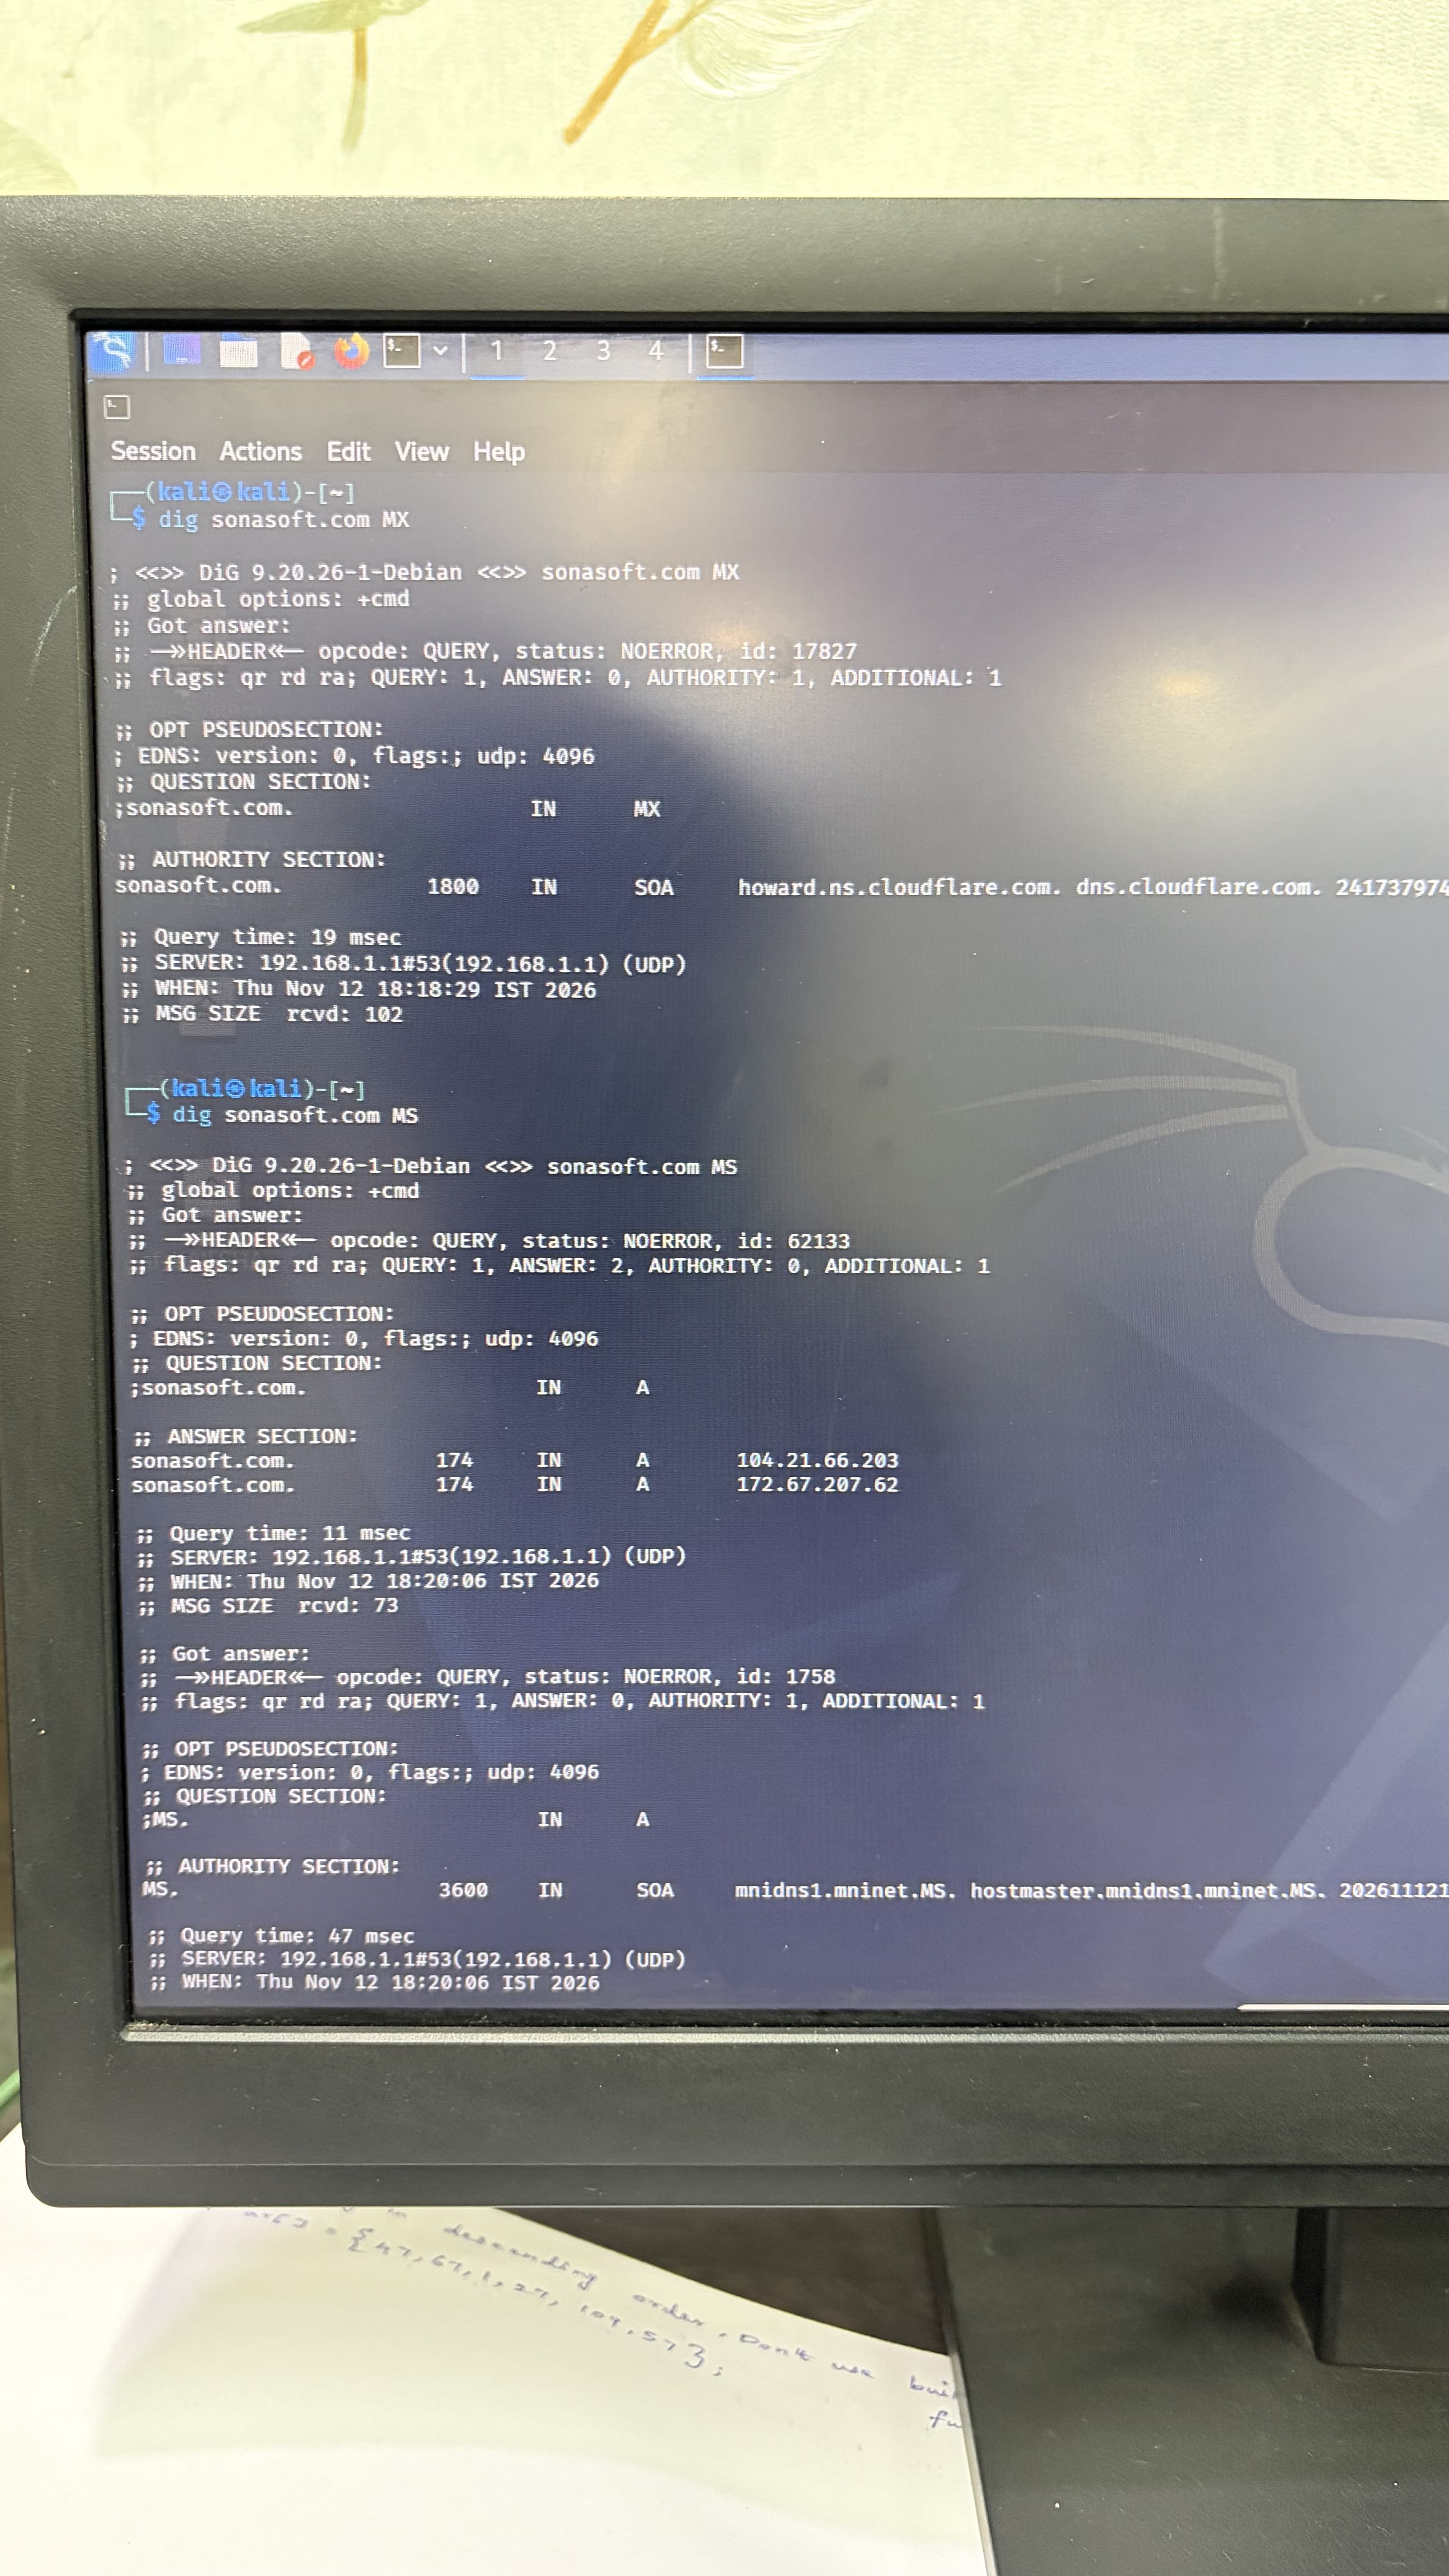 1 2 3 4
Session Actions Edit View Help
┌──(kali㉿kali)-[~]
└─$ dig sonasoft.com MX
; <<>> DiG 9.20.26-1-Debian <<>> sonasoft.com MX
;; global options: +cmd
;; Got answer:
;; ->>HEADER<<- opcode: QUERY, status: NOERROR, id: 17827
;; flags: qr rd ra; QUERY: 1, ANSWER: 0, AUTHORITY: 1, ADDITIONAL: 1
;; OPT PSEUDOSECTION:
; EDNS: version: 0, flags:; udp: 4096
;; QUESTION SECTION:
;sonasoft.com. IN MX
;; AUTHORITY SECTION:
sonasoft.com. 1800 IN SOA howard.ns.cloudflare.com. dns.cloudflare.com. 241737974
;; Query time: 19 msec
;; SERVER: 192.168.1.1#53(192.168.1.1) (UDP)
;; WHEN: Thu Nov 12 18:18:29 IST 2026
;; MSG SIZE rcvd: 102
┌──(kali㉿kali)-[~]
└─$ dig sonasoft.com MS
; <<>> DiG 9.20.26-1-Debian <<>> sonasoft.com MS
;; global options: +cmd
;; Got answer:
;; ->>HEADER<<- opcode: QUERY, status: NOERROR, id: 62133
;; flags: qr rd ra; QUERY: 1, ANSWER: 2, AUTHORITY: 0, ADDITIONAL: 1
;; OPT PSEUDOSECTION:
; EDNS: version: 0, flags:; udp: 4096
;; QUESTION SECTION:
;sonasoft.com. IN A
;; ANSWER SECTION:
sonasoft.com. 174 IN A 104.21.66.203
sonasoft.com. 174 IN A 172.67.207.62
;; Query time: 11 msec
;; SERVER: 192.168.1.1#53(192.168.1.1) (UDP)
;; WHEN: Thu Nov 12 18:20:06 IST 2026
;; MSG SIZE rcvd: 73
;; Got answer:
;; ->>HEADER<<- opcode: QUERY, status: NOERROR, id: 1758
;; flags: qr rd ra; QUERY: 1, ANSWER: 0, AUTHORITY: 1, ADDITIONAL: 1
;; OPT PSEUDOSECTION:
; EDNS: version: 0, flags:; udp: 4096
;; QUESTION SECTION:
;MS. IN A
;; AUTHORITY SECTION:
MS. 3600 IN SOA mnidns1.mninet.MS. hostmaster.mnidns1.mninet.MS. 202611121
;; Query time: 47 msec
;; SERVER: 192.168.1.1#53(192.168.1.1) (UDP)
;; WHEN: Thu Nov 12 18:20:06 IST 2026
in descending order, Don't use